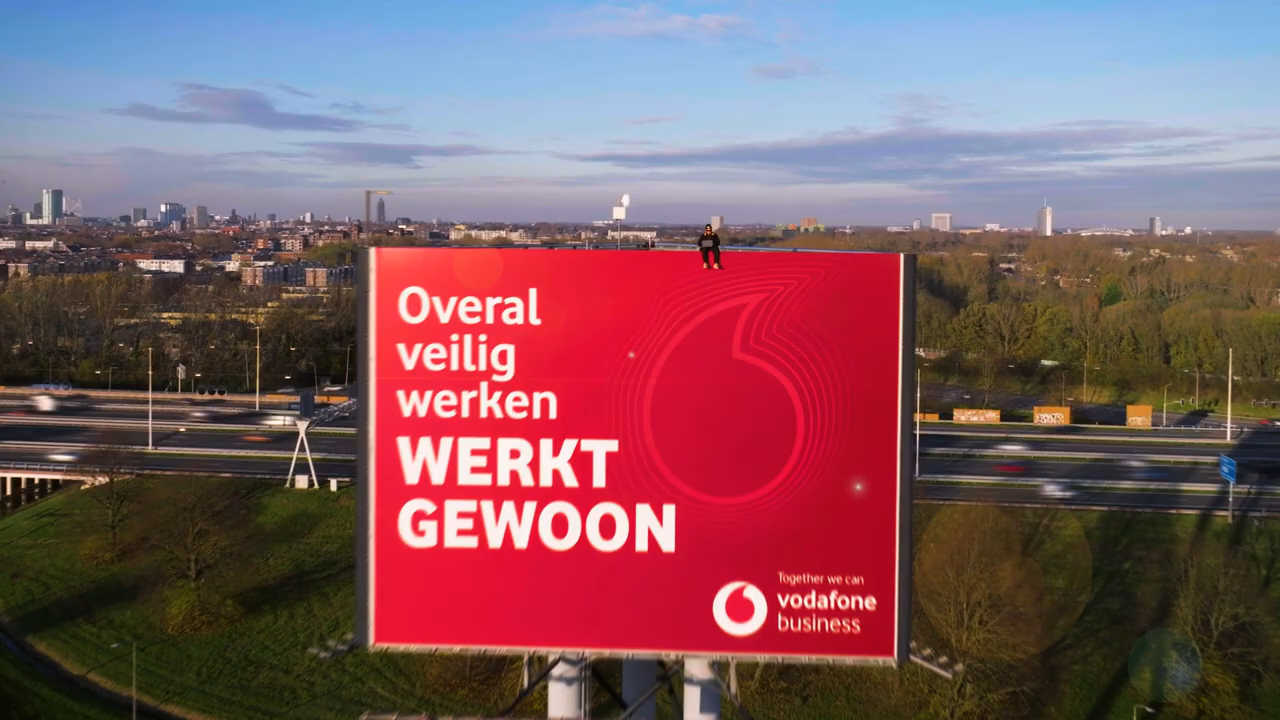 Overal
veilig
werken
WERKT
GEWOON
Together we can
vodafone
business